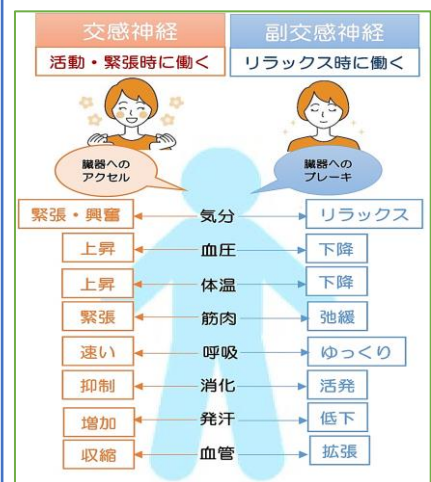 交感神経 副交感神経
活動・緊張時に働く リラックス時に働く
臓器への
アクセル
臓器への
ブレーキ
緊張・興奮 気分 リラックス
上昇 血圧 下降
上昇 体温 下降
緊張 筋肉 弛緩
速い 呼吸 ゆっくり
抑制 消化 活発
増加 発汗 低下
収縮 血管 拡張